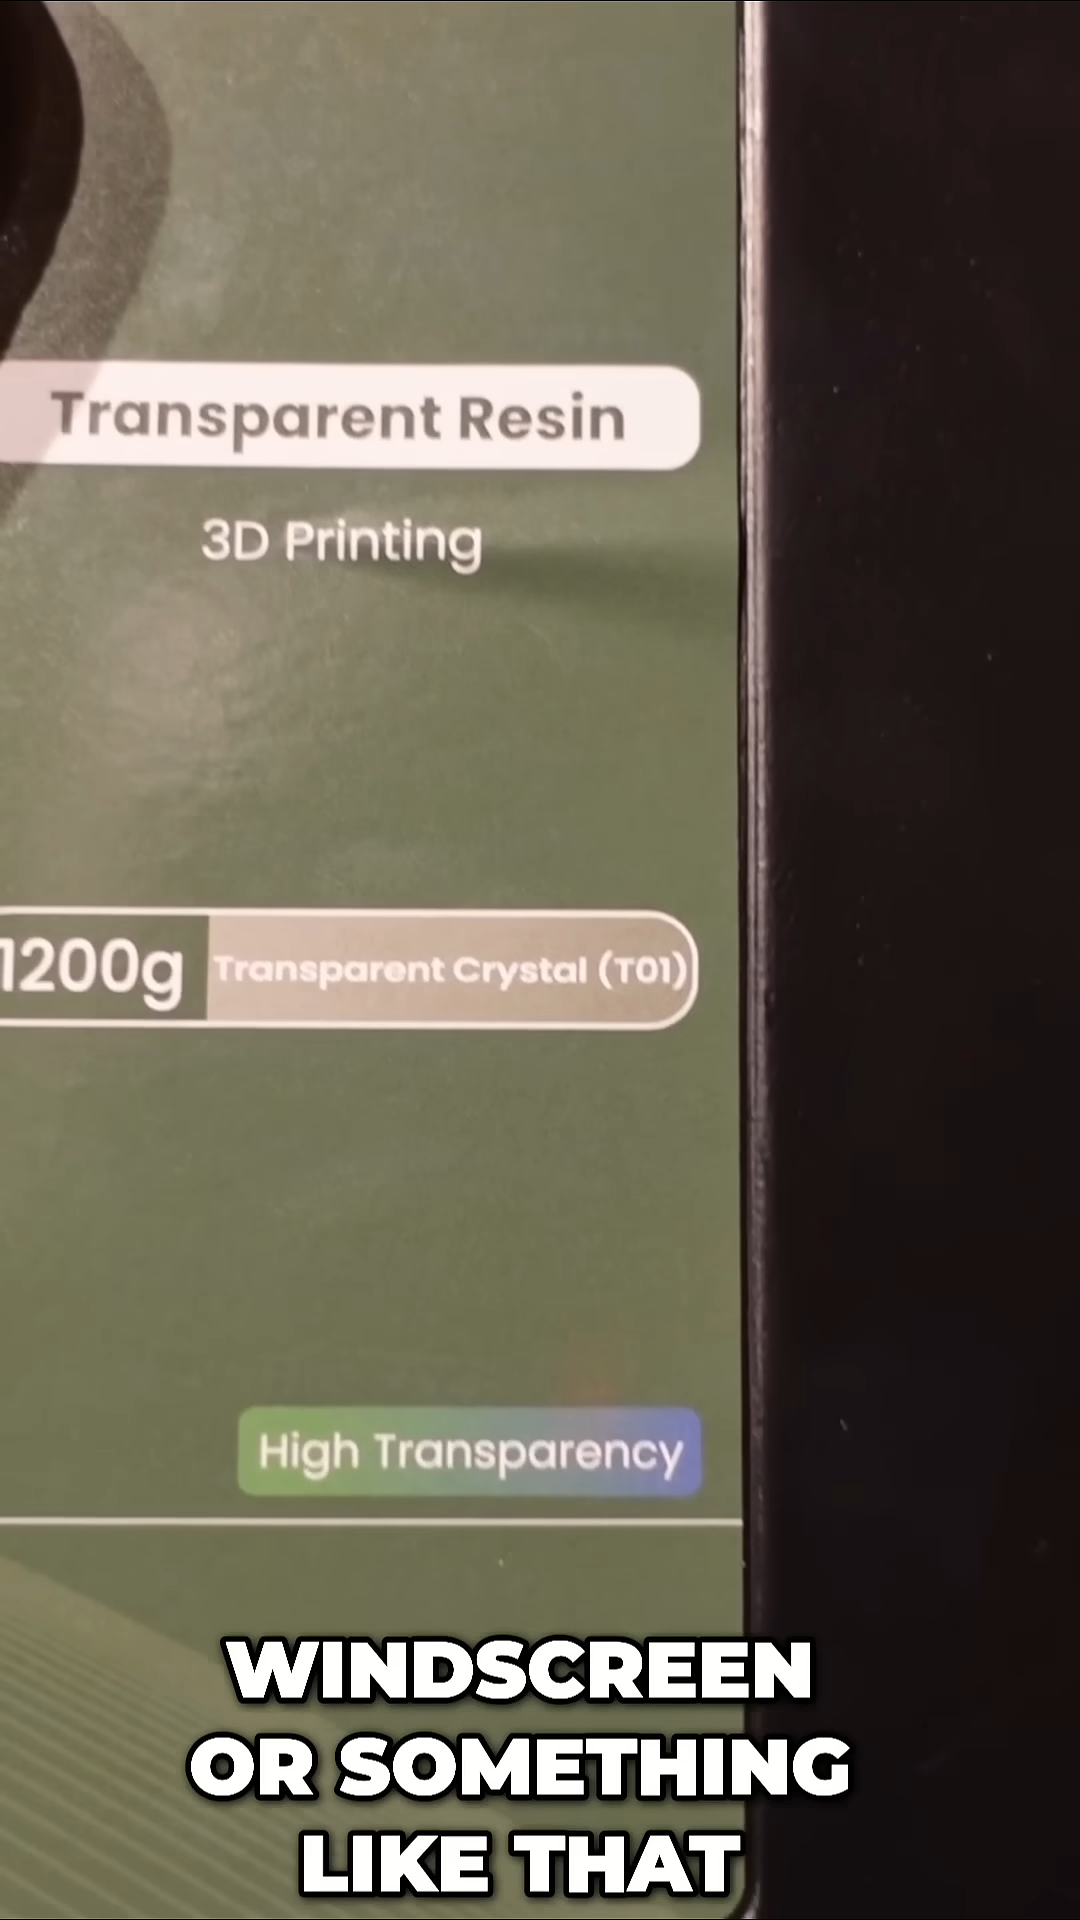 Transparent Resin
3D Printing
1200g Transparent Crystal (T01)
High Transparency
WINDSCREEN
OR SOMETHING
LIKE THAT